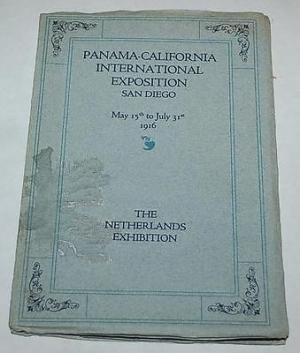 PANAMA-CALIFORNIA
INTERNATIONAL
EXPOSITION
SAN DIEGO
May 15th to July 31st
1916
THE
NETHERLANDS
EXHIBITION